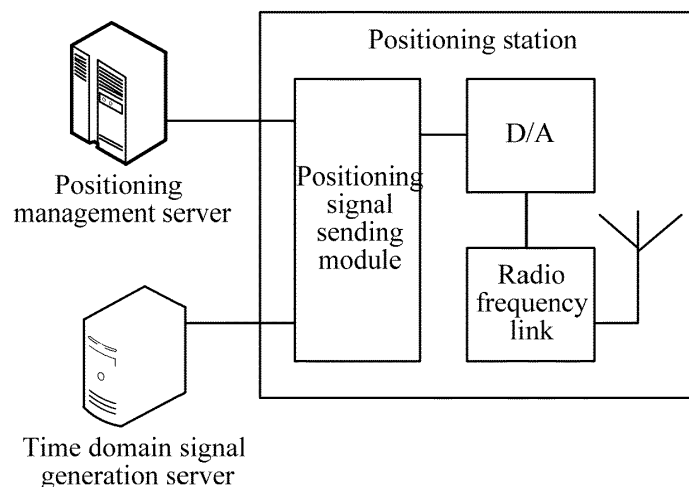 Positioning station
Positioning
management server
Positioning
signal
sending
module
D/A
Radio
frequency
link
Time domain signal
generation server